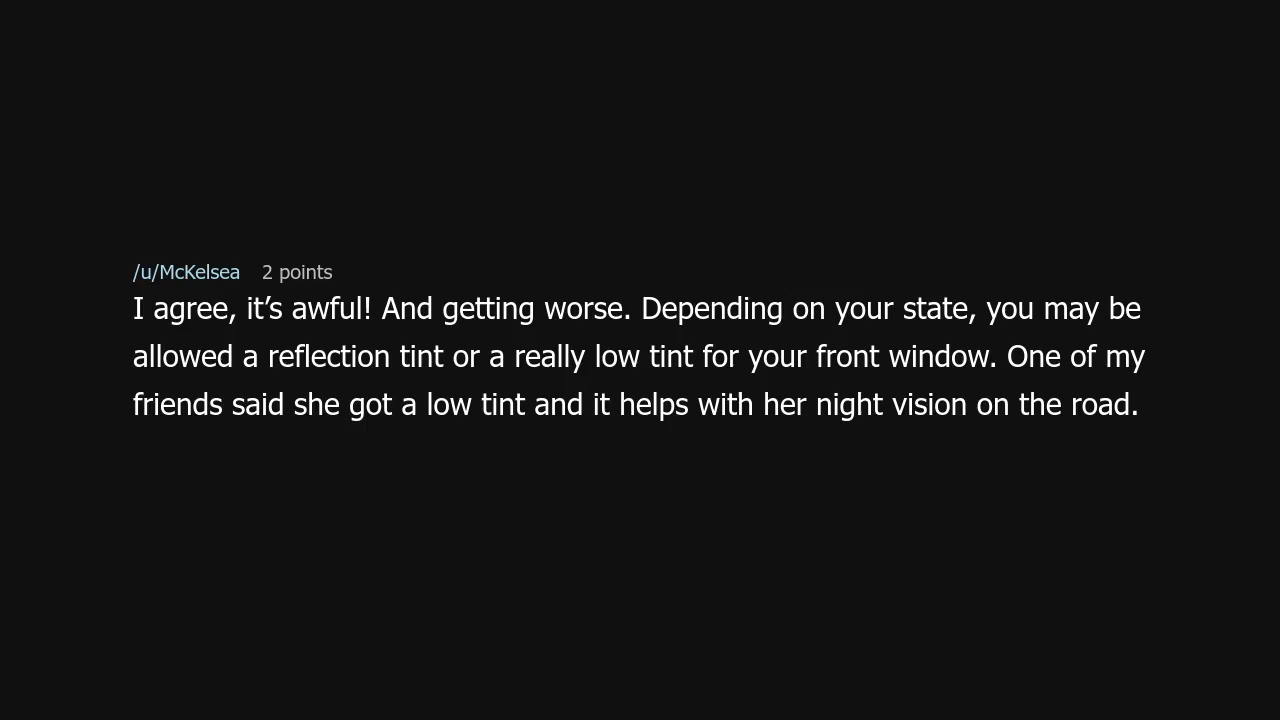 /u/McKelsea 2 points
I agree, it’s awful! And getting worse. Depending on your state, you may be
allowed a reflection tint or a really low tint for your front window. One of my
friends said she got a low tint and it helps with her night vision on the road.